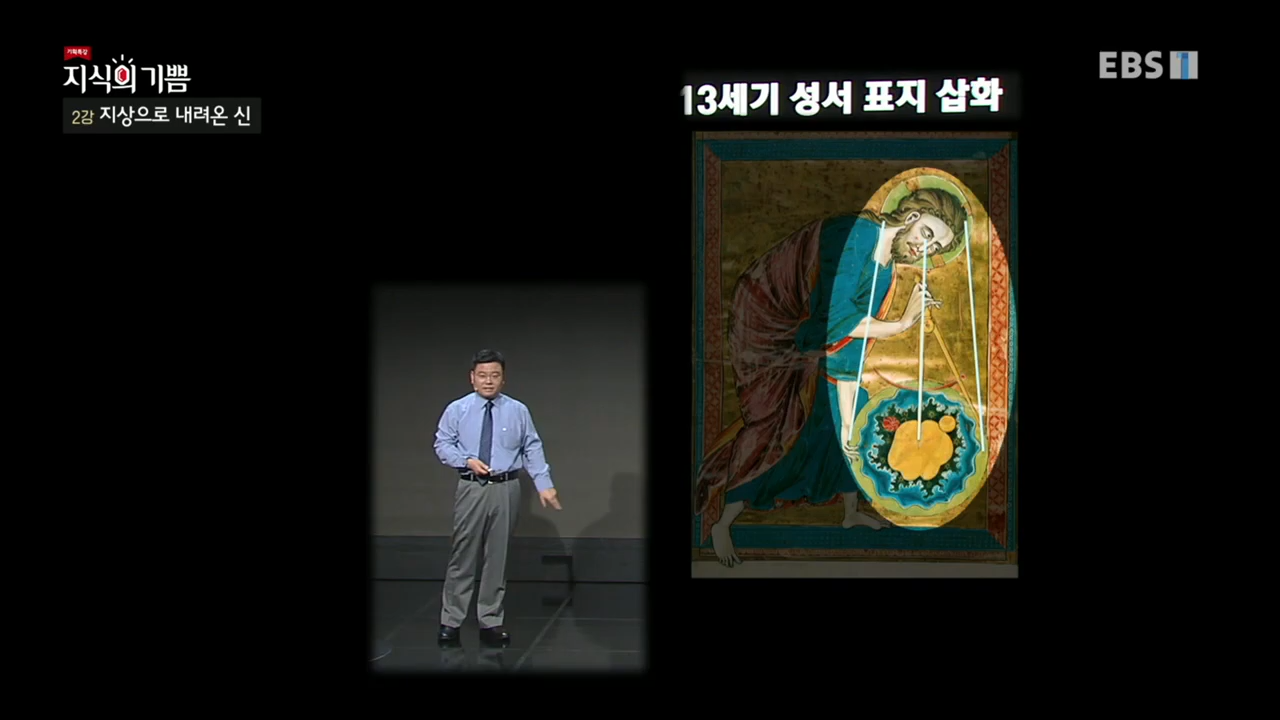 기획특강
지식의 기쁨
2강 지상으로 내려온 신
EBS 1
13세기 성서 표지 삽화